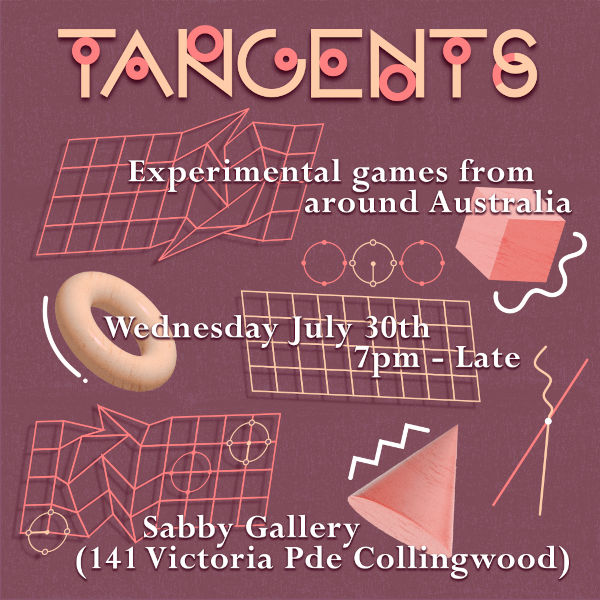 TANGENTS
Experimental games from
around Australia
Wednesday July 30th
7pm - Late
Sabby Gallery
(141 Victoria Pde Collingwood)